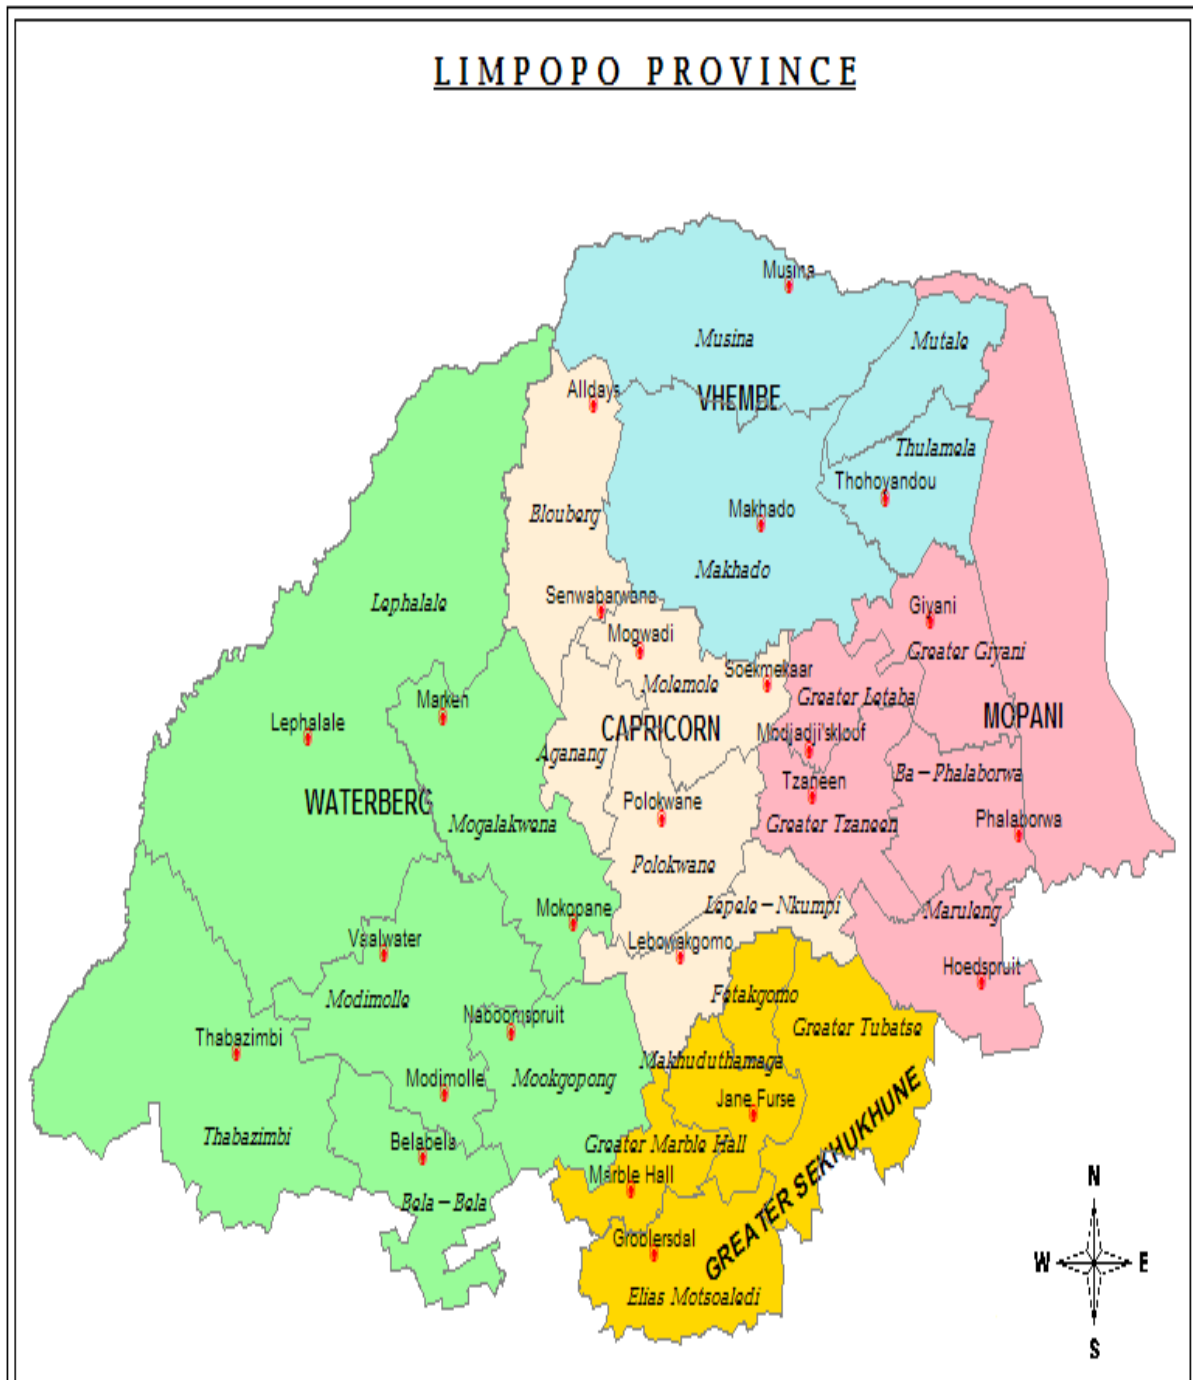 LIMPOPO PROVINCE
Musina
Musina
Mutale
Alldays
VHEMBE
Thulamela
Thohoyandou
Makhado
Blouberg
Makhado
Senwabarwana
Lephalale
Giyani
Mogwadi
Greater Giyani
Soekmekaar
Molemole
Marken
Greater Letaba
Lephalale
CAPRICORN
MOPANI
Modjadji'skloof
Aganang
Tzaneen
Ba-Phalaborwa
WATERBERG
Polokwane
Mogalakwena
Greater Tzaneen
Phalaborwa
Polokwane
Lepele-Nkumpi
Maruleng
Mokopane
Vaalwater
Lebowakgomo
Hoedspruit
Modimolle
Fetakgomo
Naboomspruit
Greater Tubatse
Thabazimbi
Makhuduthamaga
Modimolle
Mookgopong
Jane Furse
Thabazimbi
Belabela
Greater Marble Hall
GREATER SEKHUKHUNE
Marble Hall
Bela-Bela
Groblersdal
Elias Motsoaledi
N
W
E
S